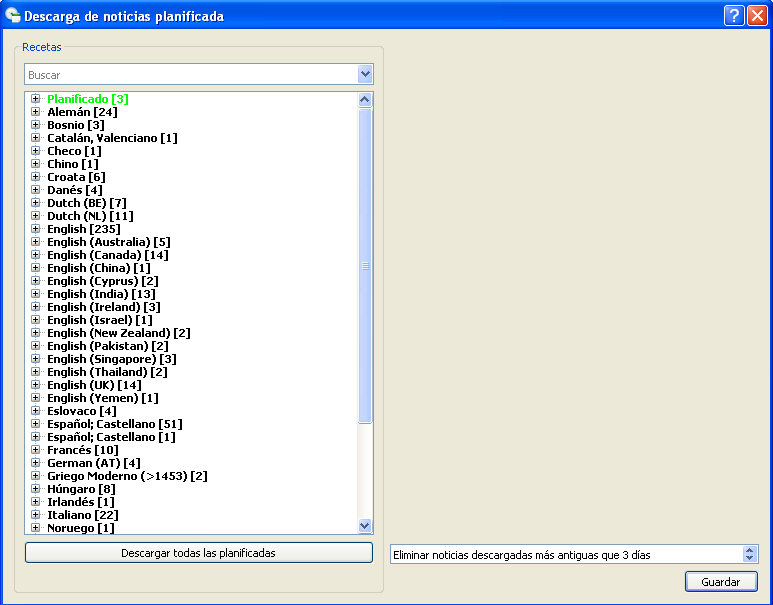 Descarga de noticias planificada
Recetas
Buscar
Planificado [3]
Alemán [24]
Bosnio [3]
Catalán, Valenciano [1]
Checo [1]
Chino [1]
Croata [6]
Danés [4]
Dutch (BE) [7]
Dutch (NL) [11]
English [235]
English (Australia) [5]
English (Canada) [14]
English (China) [1]
English (Cyprus) [2]
English (India) [13]
English (Ireland) [3]
English (Israel) [1]
English (New Zealand) [2]
English (Pakistan) [2]
English (Singapore) [3]
English (Thailand) [2]
English (UK) [14]
English (Yemen) [1]
Eslovaco [4]
Español; Castellano [51]
Español; Castellano [1]
Francés [10]
German (AT) [4]
Griego Moderno (>1453) [2]
Húngaro [8]
Irlandés [1]
Italiano [22]
Noruego [1]
Descargar todas las planificadas
Eliminar noticias descargadas más antiguas que 3 días
Guardar